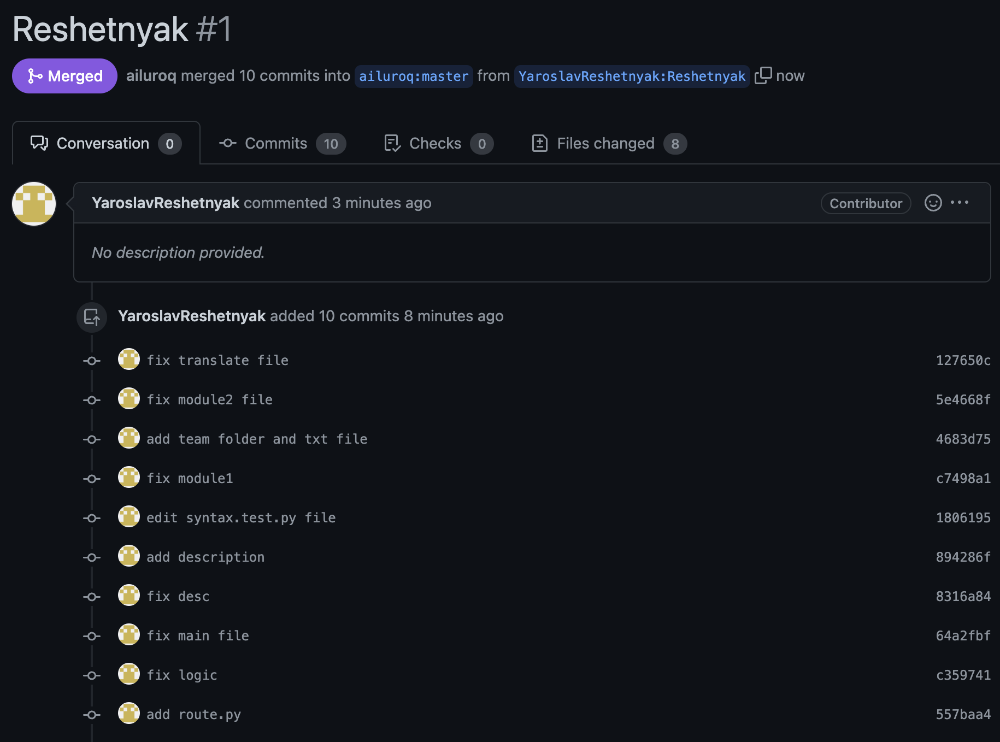 Reshetnyak #1
Merged ailuroq merged 10 commits into ailuroq:master from YaroslavReshetnyak:Reshetnyak now
Conversation 0 Commits 10 Checks 0 Files changed 8
YaroslavReshetnyak commented 3 minutes ago Contributor
No description provided.
YaroslavReshetnyak added 10 commits 8 minutes ago
fix translate file 127650c
fix module2 file 5e4668f
add team folder and txt file 4683d75
fix module1 c7498a1
edit syntax.test.py file 1806195
add description 894286f
fix desc 8316a84
fix main file 64a2fbf
fix logic c359741
add route.py 557baa4